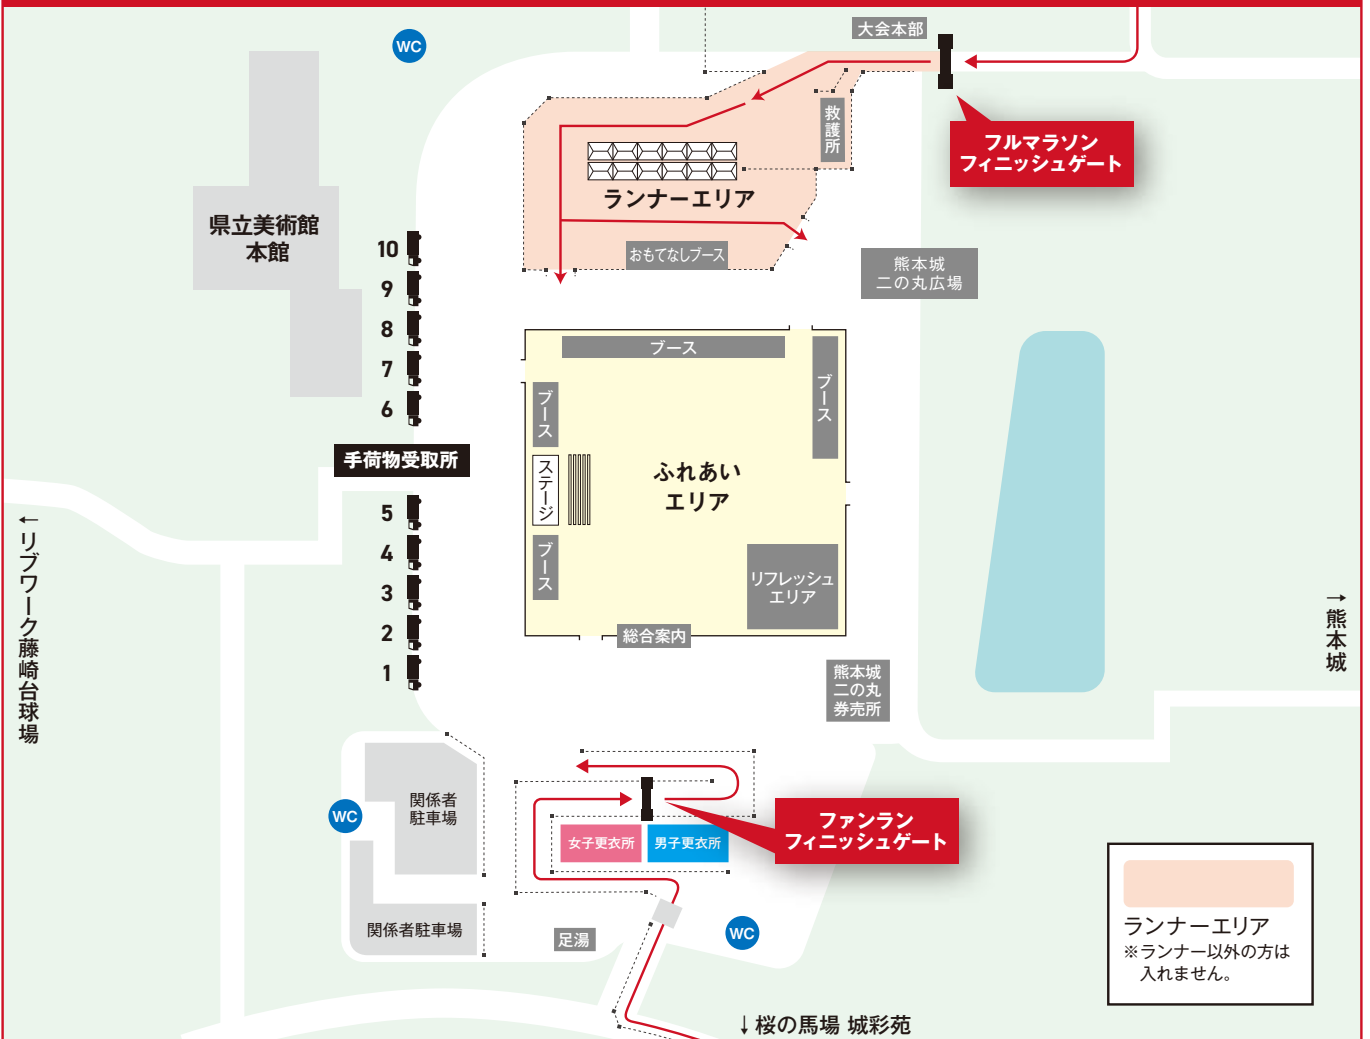 大会本部
WC
フルマラソン
フィニッシュゲート
救護所
ランナーエリア
おもてなしブース
県立美術館
本館
熊本城
二の丸広場
10
9
8
7
6
手荷物受取所
5
4
3
2
1
ブース
ブース
ブース
ステージ
ふれあい
エリア
ブース
リフレッシュ
エリア
総合案内
←リブワーク藤崎台球場
→熊本城
熊本城
二の丸
券売所
関係者
駐車場
WC
女子更衣所
男子更衣所
ファンラン
フィニッシュゲート
関係者駐車場
足湯
WC
ランナーエリア
※ランナー以外の方は
入れません。
↓桜の馬場 城彩苑